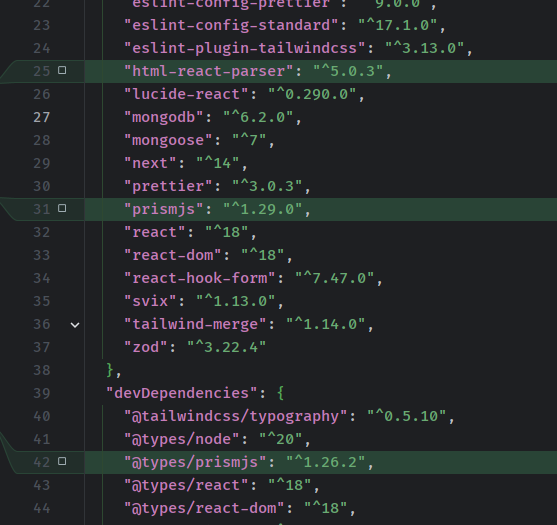 22 "eslint-config-prettier": "^9.0.0",
23 "eslint-config-standard": "^17.1.0",
24 "eslint-plugin-tailwindcss": "^3.13.0",
25 "html-react-parser": "^5.0.3",
26 "lucide-react": "^0.290.0",
27 "mongodb": "^6.2.0",
28 "mongoose": "^7",
29 "next": "^14",
30 "prettier": "^3.0.3",
31 "prismjs": "^1.29.0",
32 "react": "^18",
33 "react-dom": "^18",
34 "react-hook-form": "^7.47.0",
35 "svix": "^1.13.0",
36 "tailwind-merge": "^1.14.0",
37 "zod": "^3.22.4"
38 },
39 "devDependencies": {
40 "@tailwindcss/typography": "^0.5.10",
41 "@types/node": "^20",
42 "@types/prismjs": "^1.26.2",
43 "@types/react": "^18",
44 "@types/react-dom": "^18",